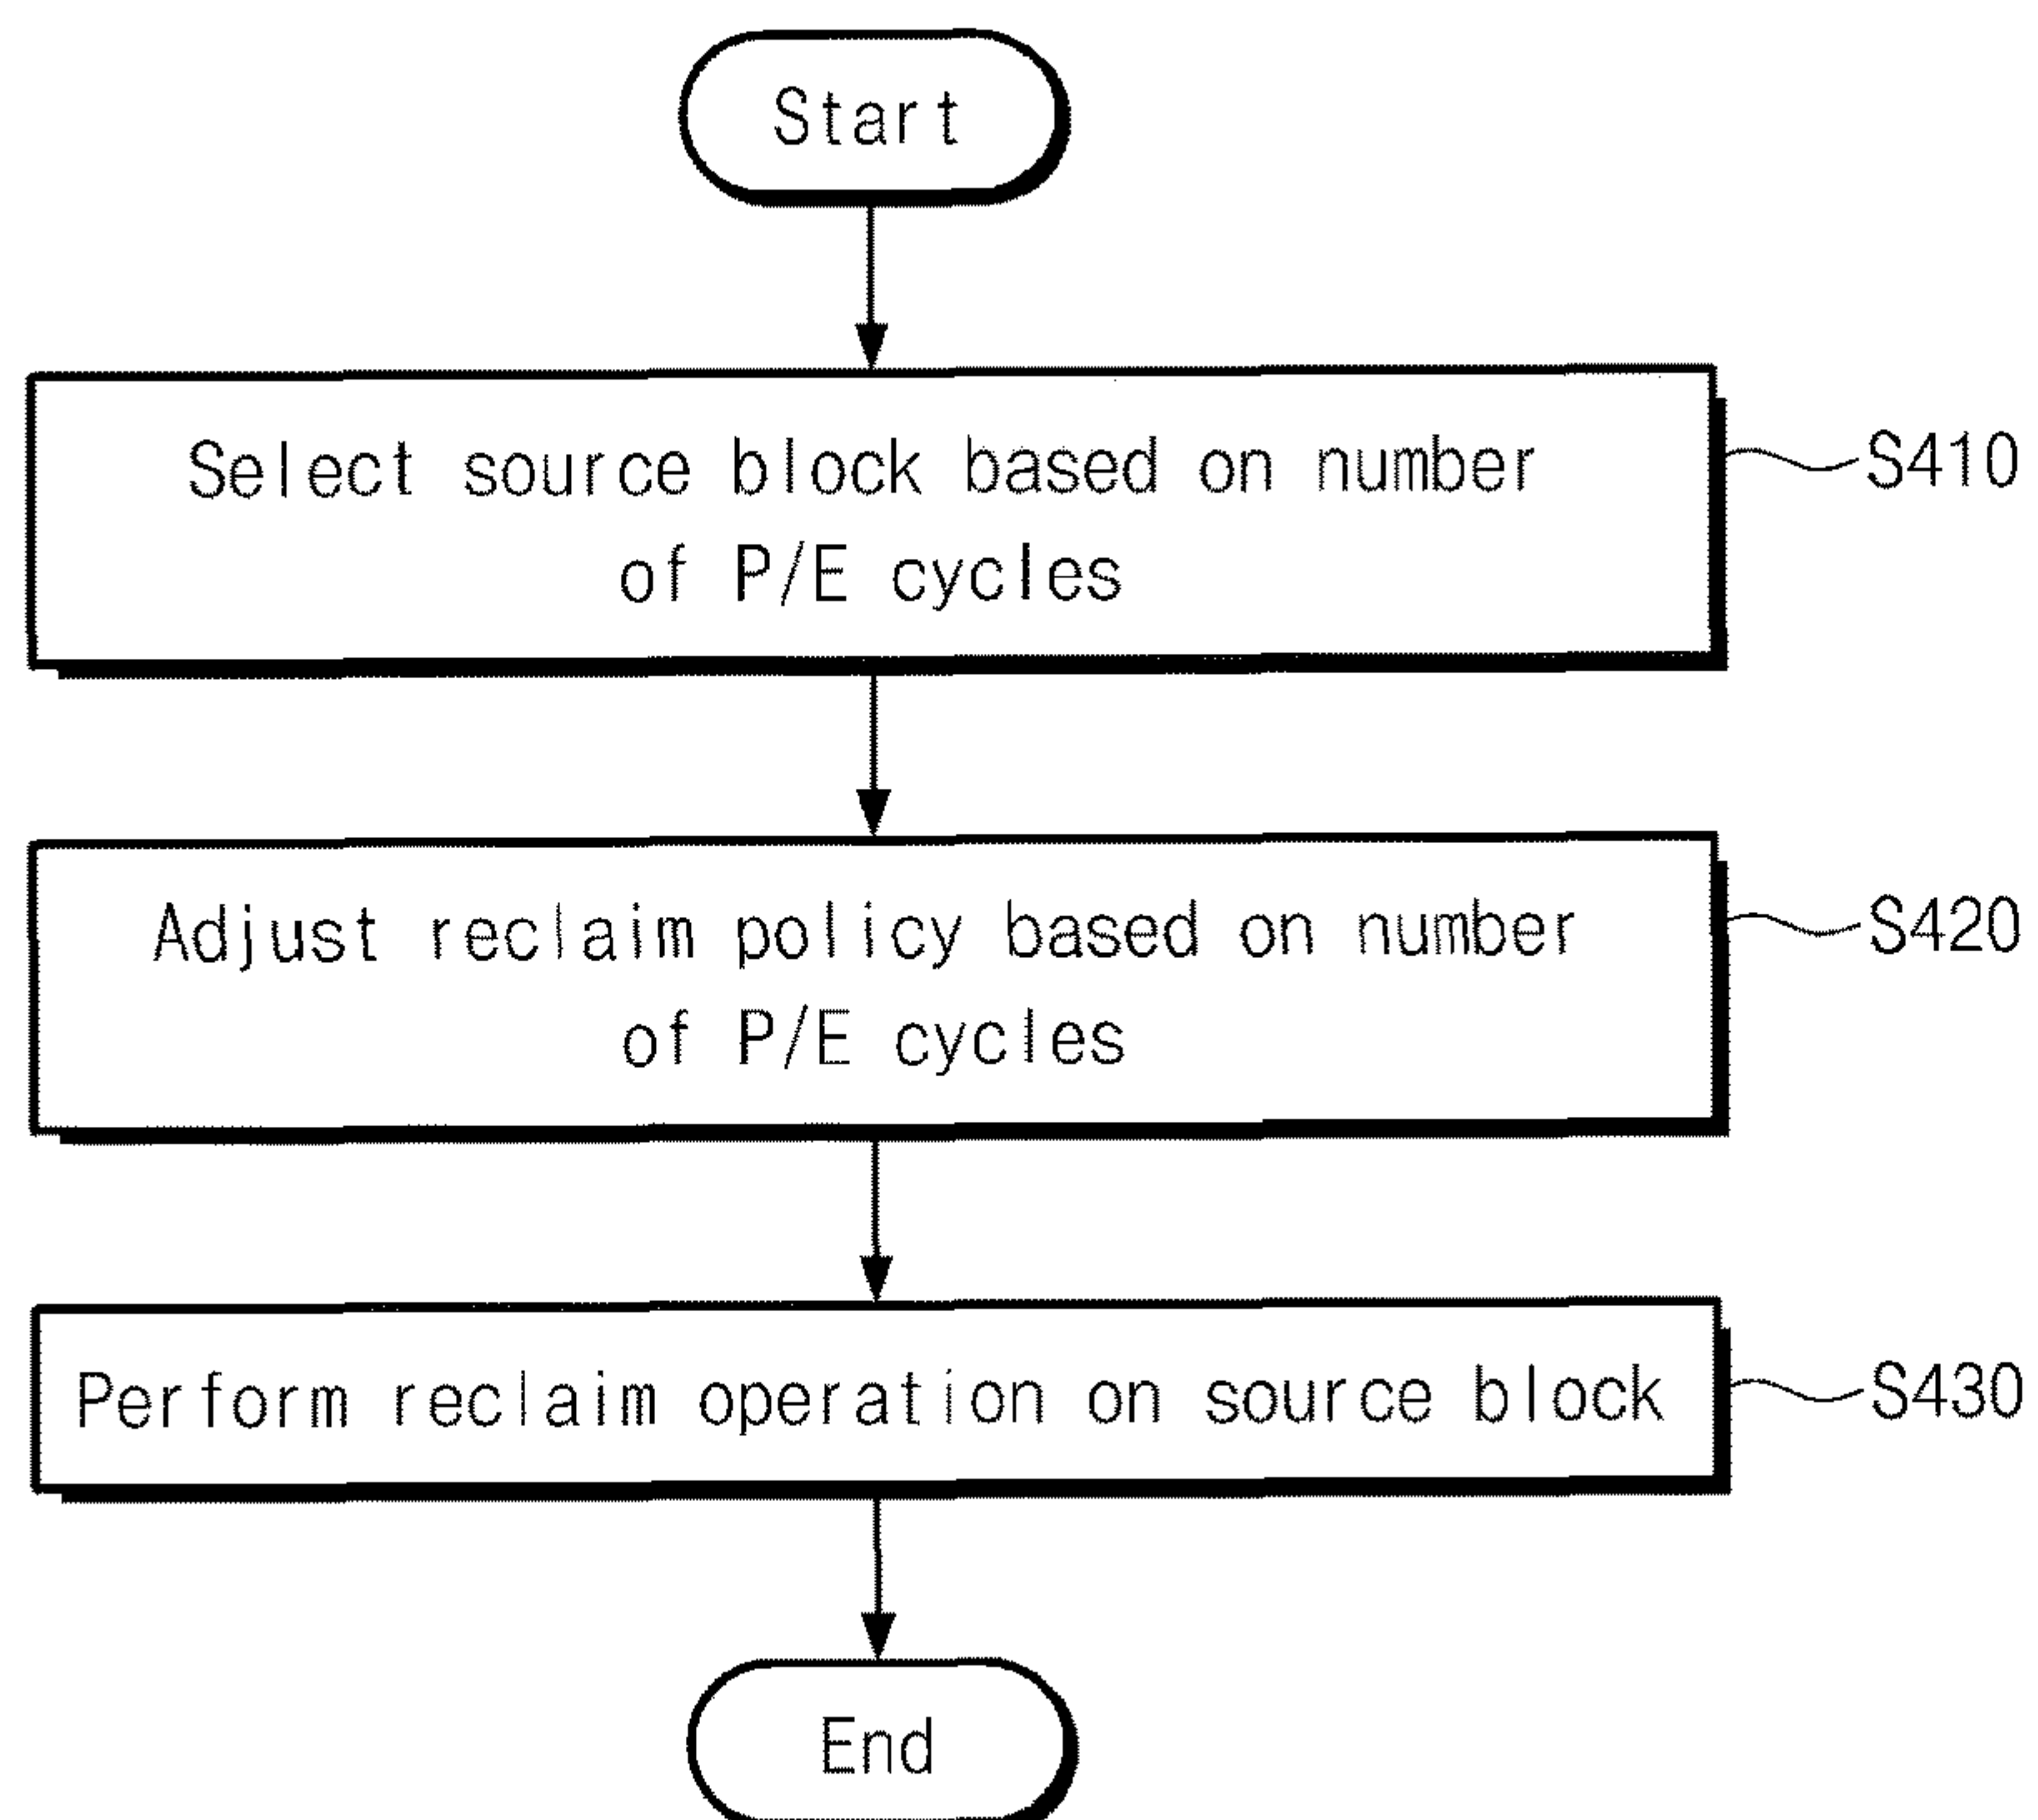 Start
Select source block based on number
of P/E cycles
S410
Adjust reclaim policy based on number
of P/E cycles
S420
Perform reclaim operation on source block
S430
End